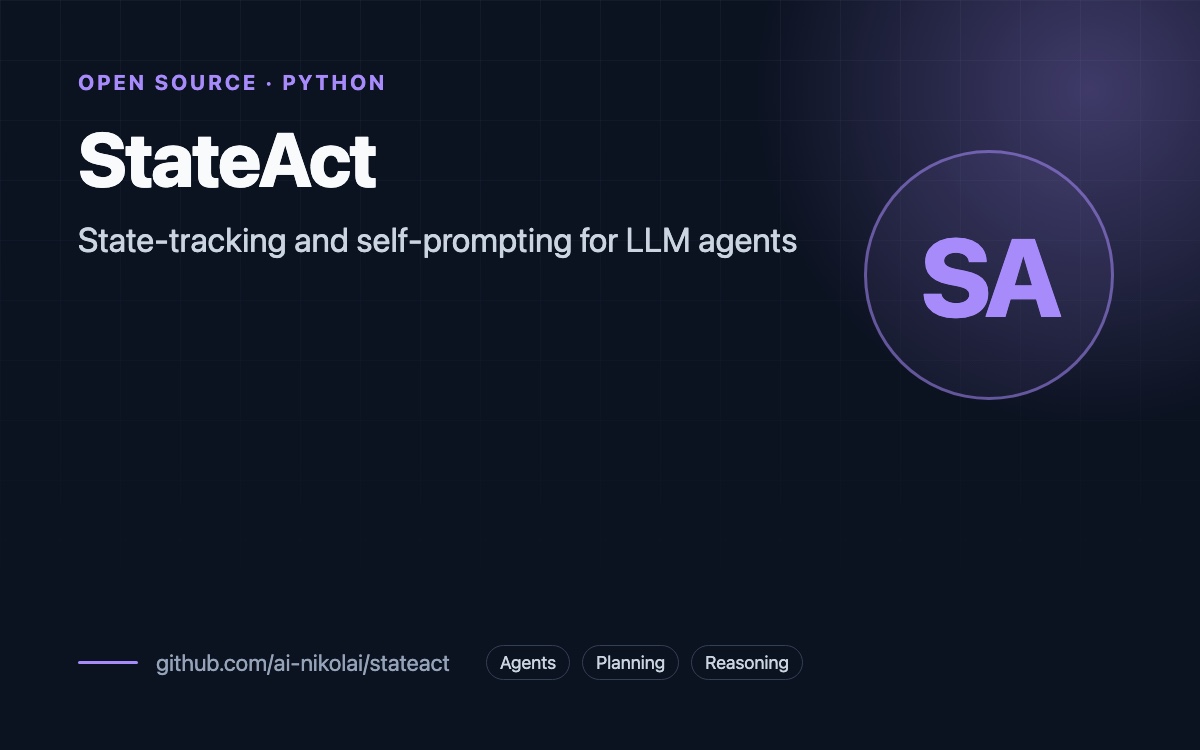 OPEN SOURCE · PYTHON
StateAct
State-tracking and self-prompting for LLM agents
SA
github.com/ai-nikolai/stateact
Agents
Planning
Reasoning